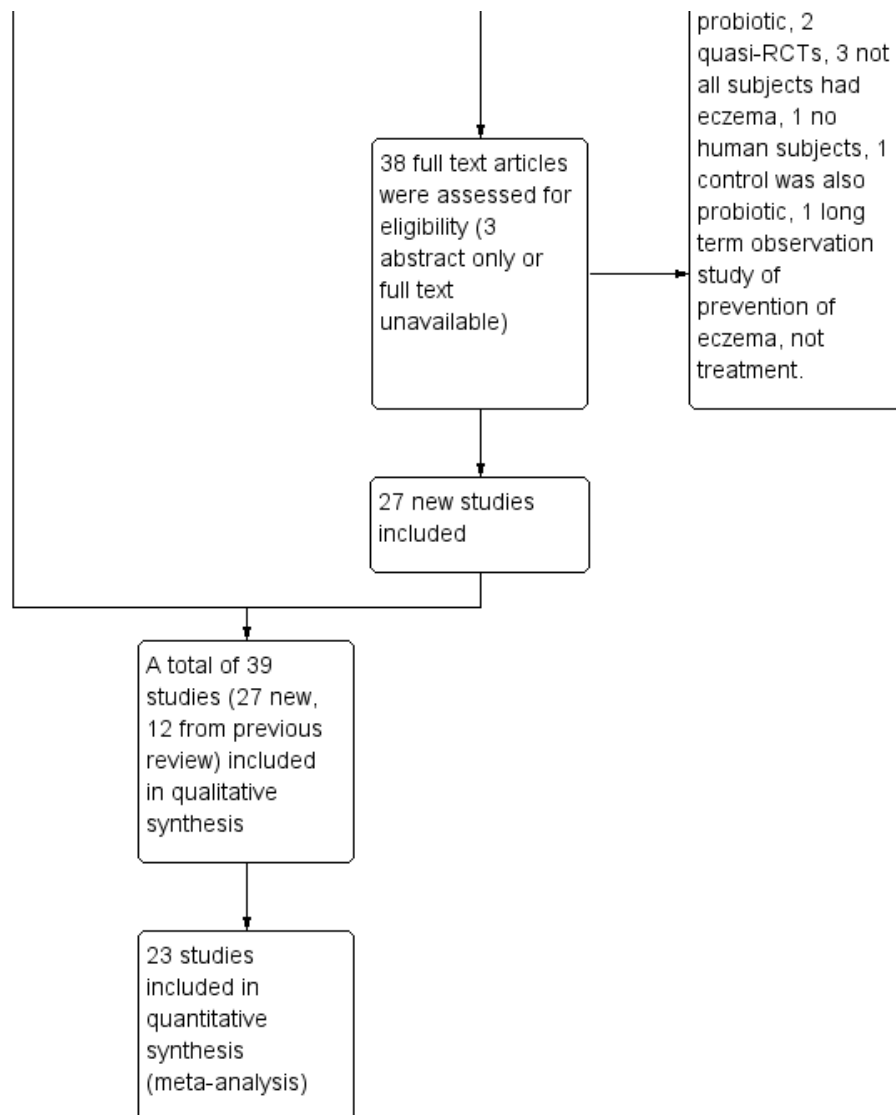 probiotic, 2
quasi-RCTs, 3 not
all subjects had
eczema, 1 no
human subjects, 1
control was also
probiotic, 1 long
term observation
study of
prevention of
eczema, not
treatment.
38 full text articles
were assessed for
eligibility (3
abstract only or
full text
unavailable)
27 new studies
included
A total of 39
studies (27 new,
12 from previous
review) included
in qualitative
synthesis
23 studies
included in
quantitative
synthesis
(meta-analysis)